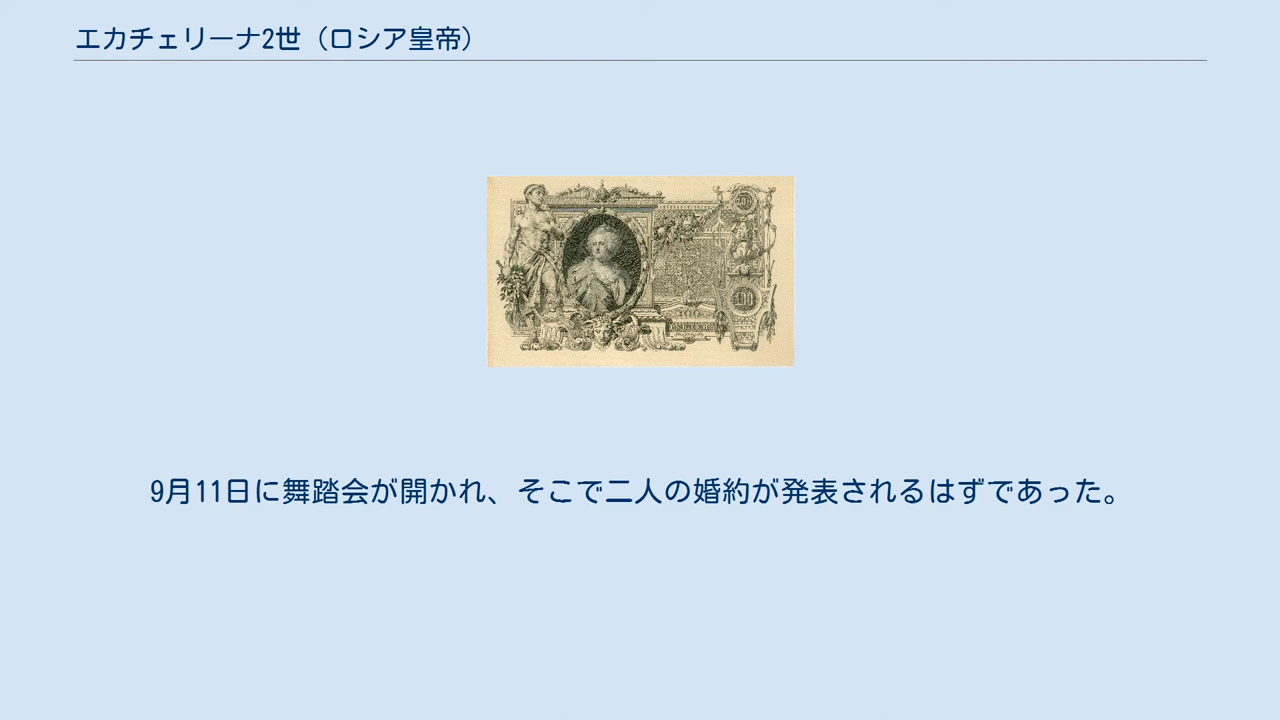 エカチェリーナ2世（ロシア皇帝）
100
9月11日に舞踏会が開かれ、そこで二人の婚約が発表されるはずであった。